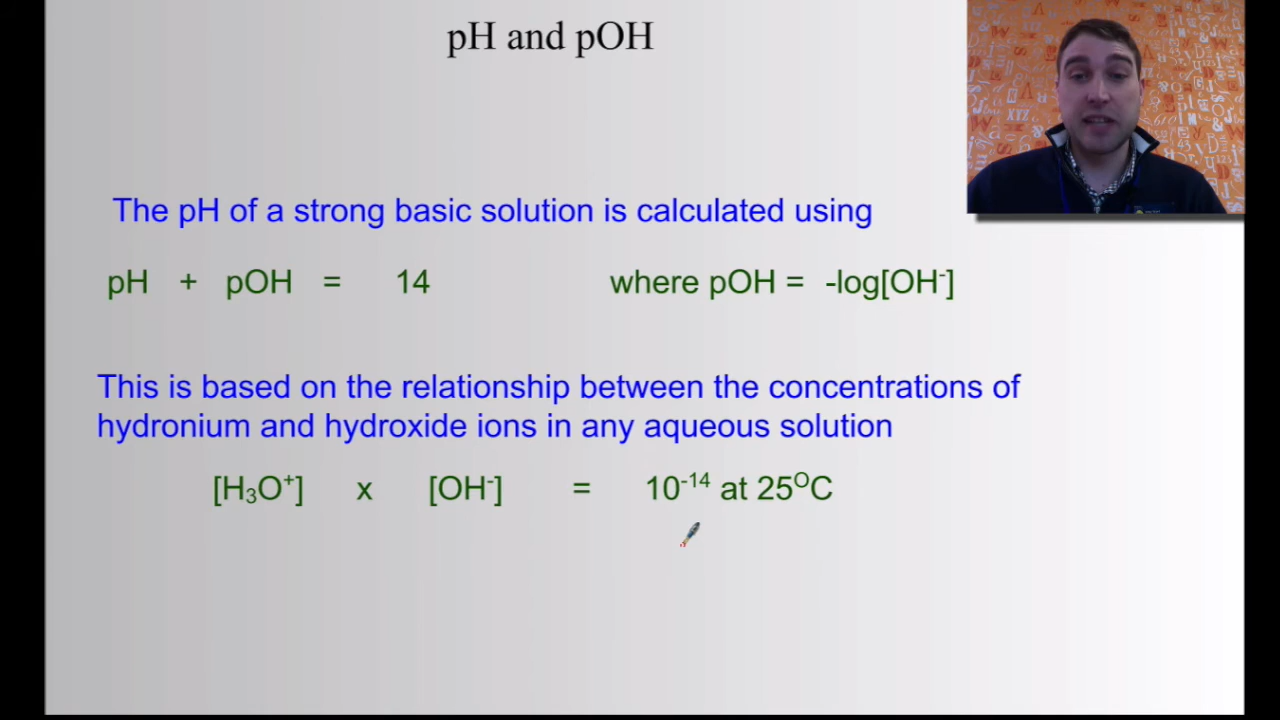 pH and pOH
The pH of a strong basic solution is calculated using
pH + pOH = 14 where pOH = -log[OH⁻]
This is based on the relationship between the concentrations of
hydronium and hydroxide ions in any aqueous solution
[H₃O⁺] x [OH⁻] = 10⁻¹⁴ at 25ᴼC